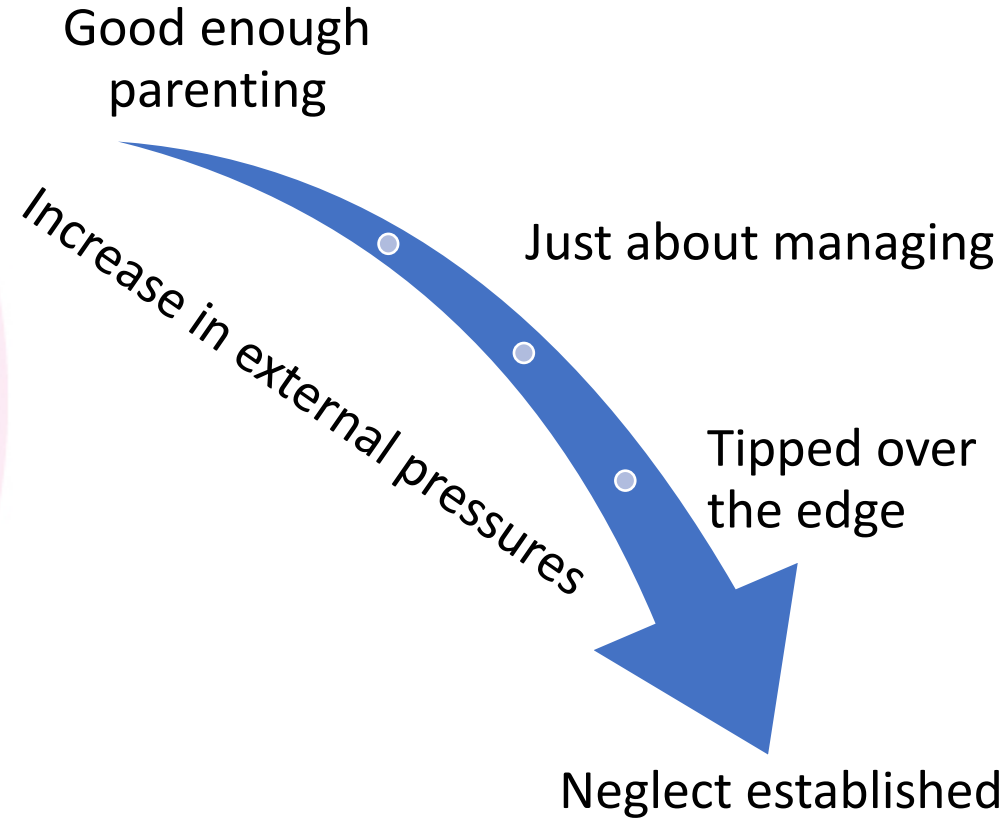 Good enough
parenting
Increase in external pressures
Just about managing
Tipped over
the edge
Neglect established